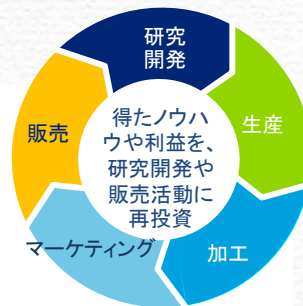 研究
開発
生産
加工
マーケティング
販売
得たノウハ
ウや利益を、
研究開発や
販売活動に
再投資